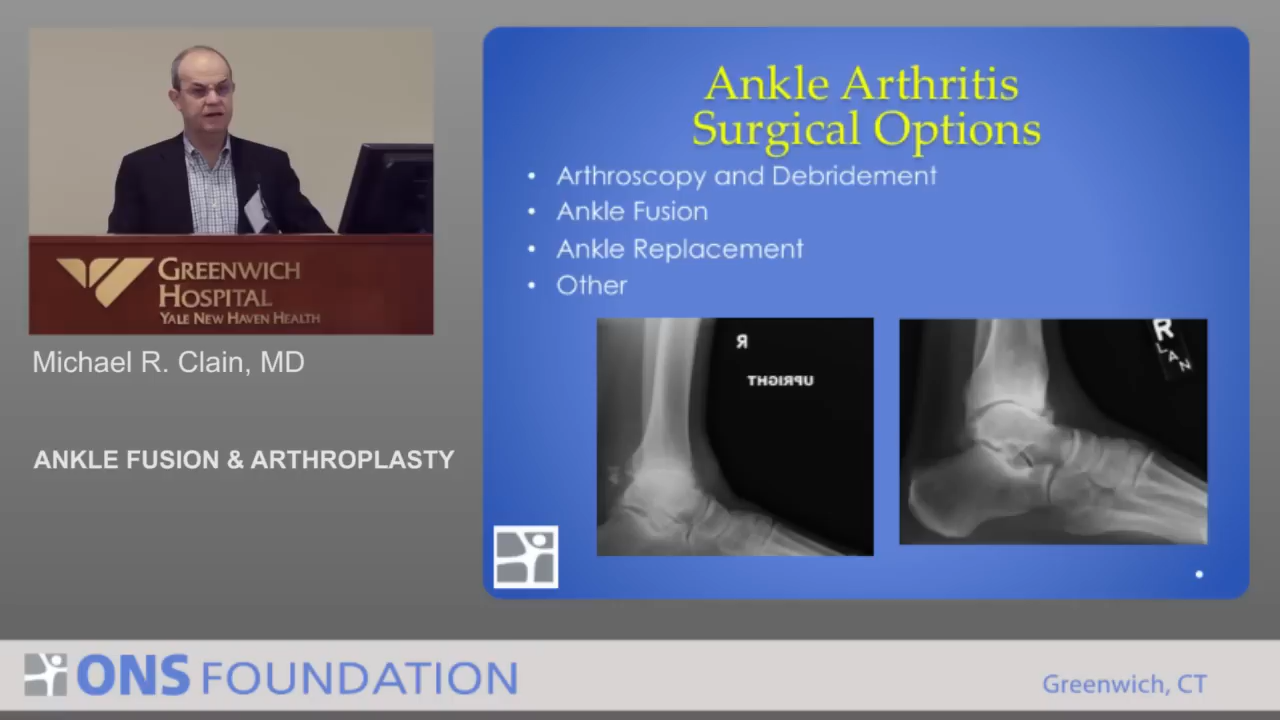 GREENWICH
HOSPITAL
YALE NEW HAVEN HEALTH
Michael R. Clain, MD
ANKLE FUSION & ARTHROPLASTY
Ankle Arthritis
Surgical Options
• Arthroscopy and Debridement
• Ankle Fusion
• Ankle Replacement
• Other
R
UPRIGHT
R
LAN
ONS FOUNDATION
Greenwich, CT